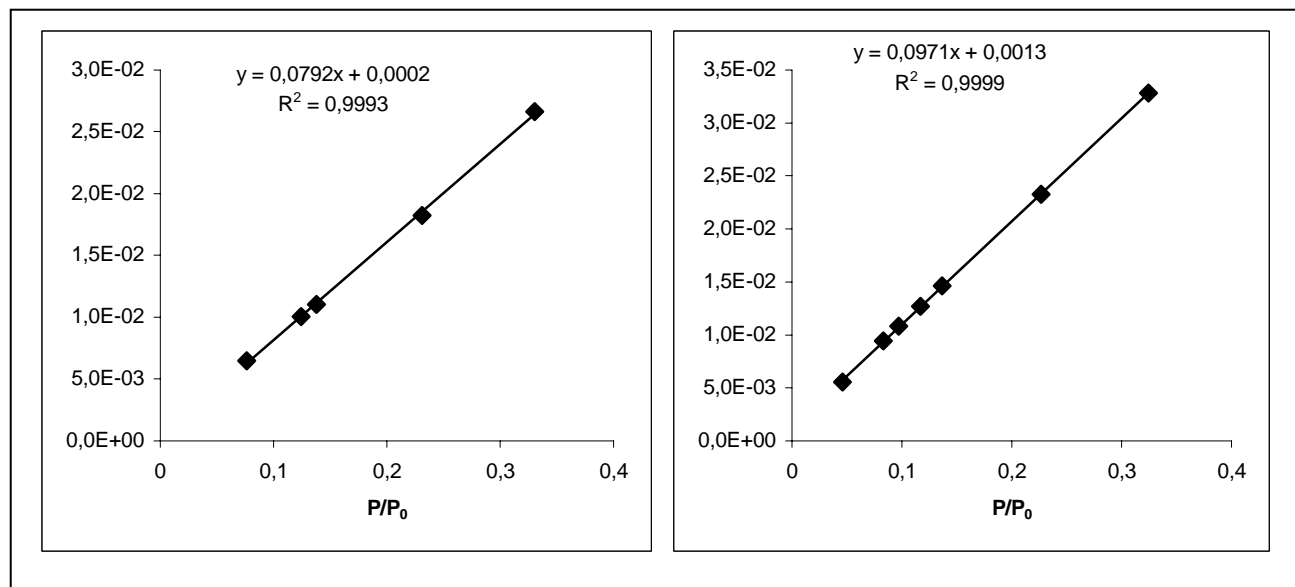 y = 0,0792x + 0,0002
R² = 0,9993
3,0E-02
2,5E-02
2,0E-02
1,5E-02
1,0E-02
5,0E-03
0,0E+00
0 0,1 0,2 0,3 0,4
P/P₀
y = 0,0971x + 0,0013
R² = 0,9999
3,5E-02
3,0E-02
2,5E-02
2,0E-02
1,5E-02
1,0E-02
5,0E-03
0,0E+00
0 0,1 0,2 0,3 0,4
P/P₀